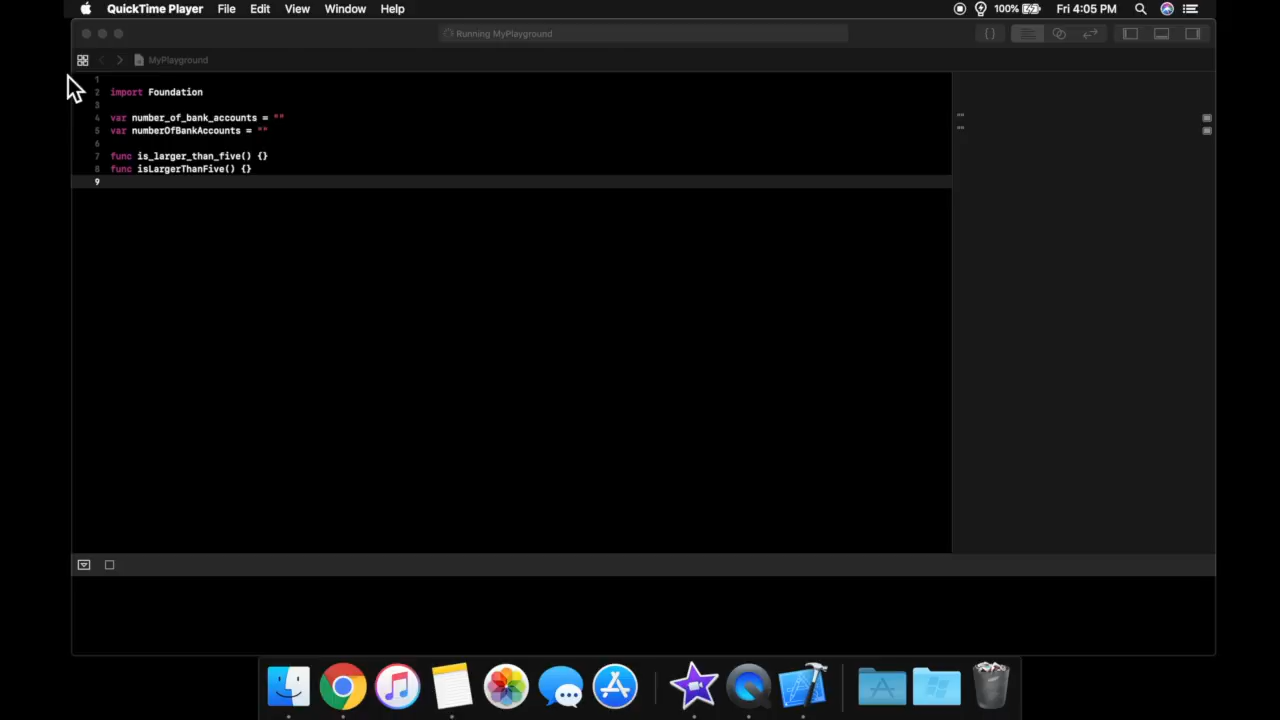 QuickTime Player File Edit View Window Help 100% Fri 4:05 PM
Running MyPlayground { }
MyPlayground
1
2 import Foundation
3
4 var number_of_bank_accounts = "" ""
5 var numberOfBankAccounts = "" ""
6
7 func is_larger_than_five() {}
8 func isLargerThanFive() {}
9